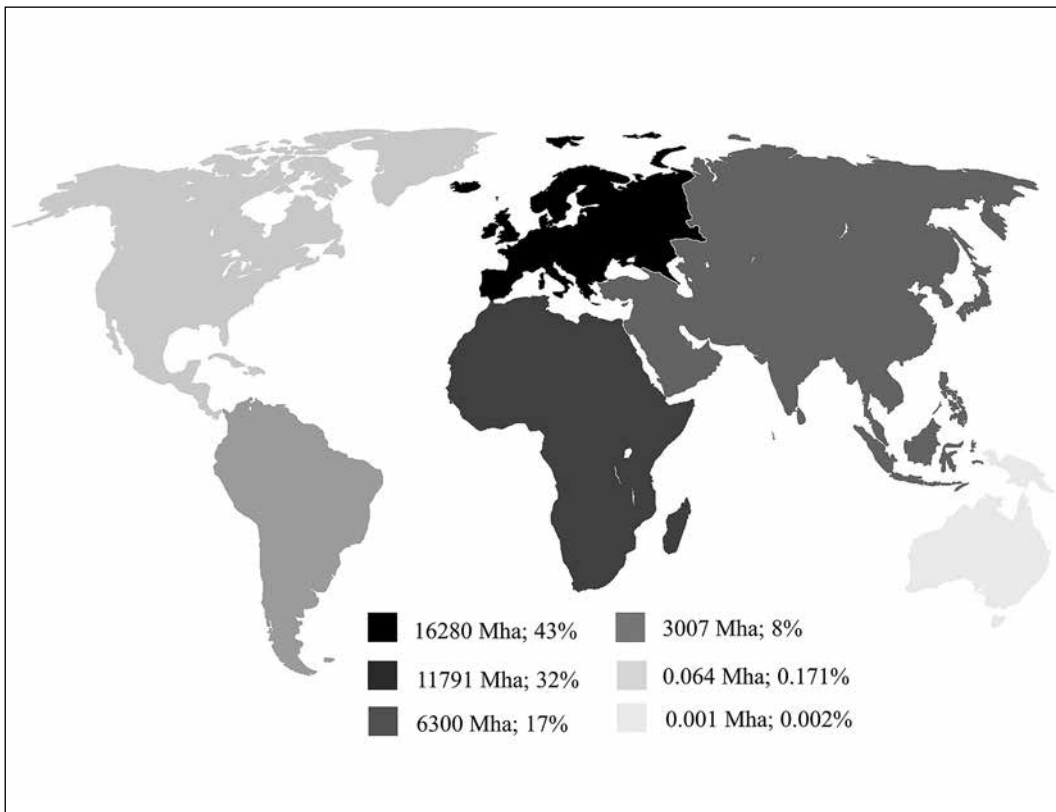 16280 Mha; 43%
11791 Mha; 32%
6300 Mha; 17%
3007 Mha; 8%
0.064 Mha; 0.171%
0.001 Mha; 0.002%